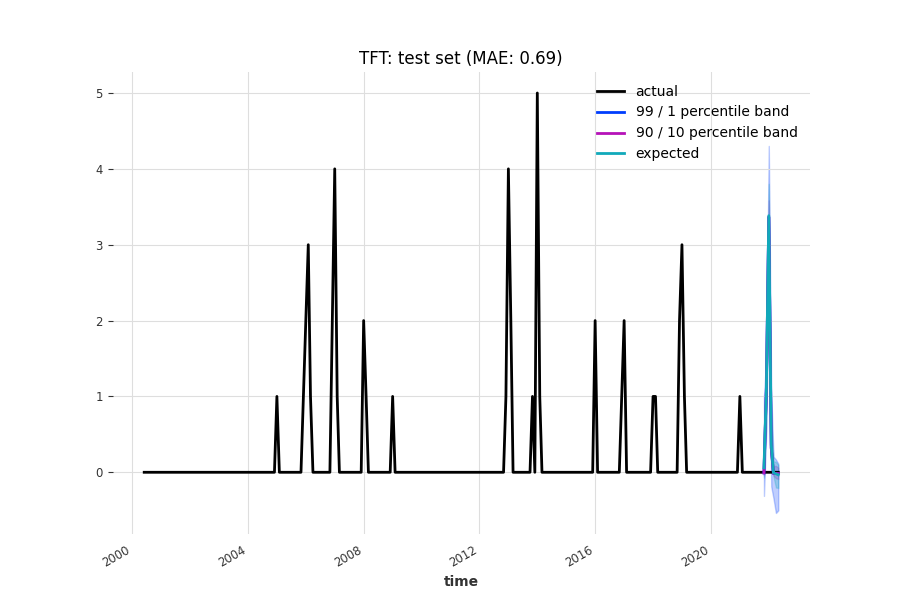 TFT: test set (MAE: 0.69)
actual
99 / 1 percentile band
90 / 10 percentile band
expected
5
4
3
2
1
0
2000
2004
2008
2012
2016
2020
time